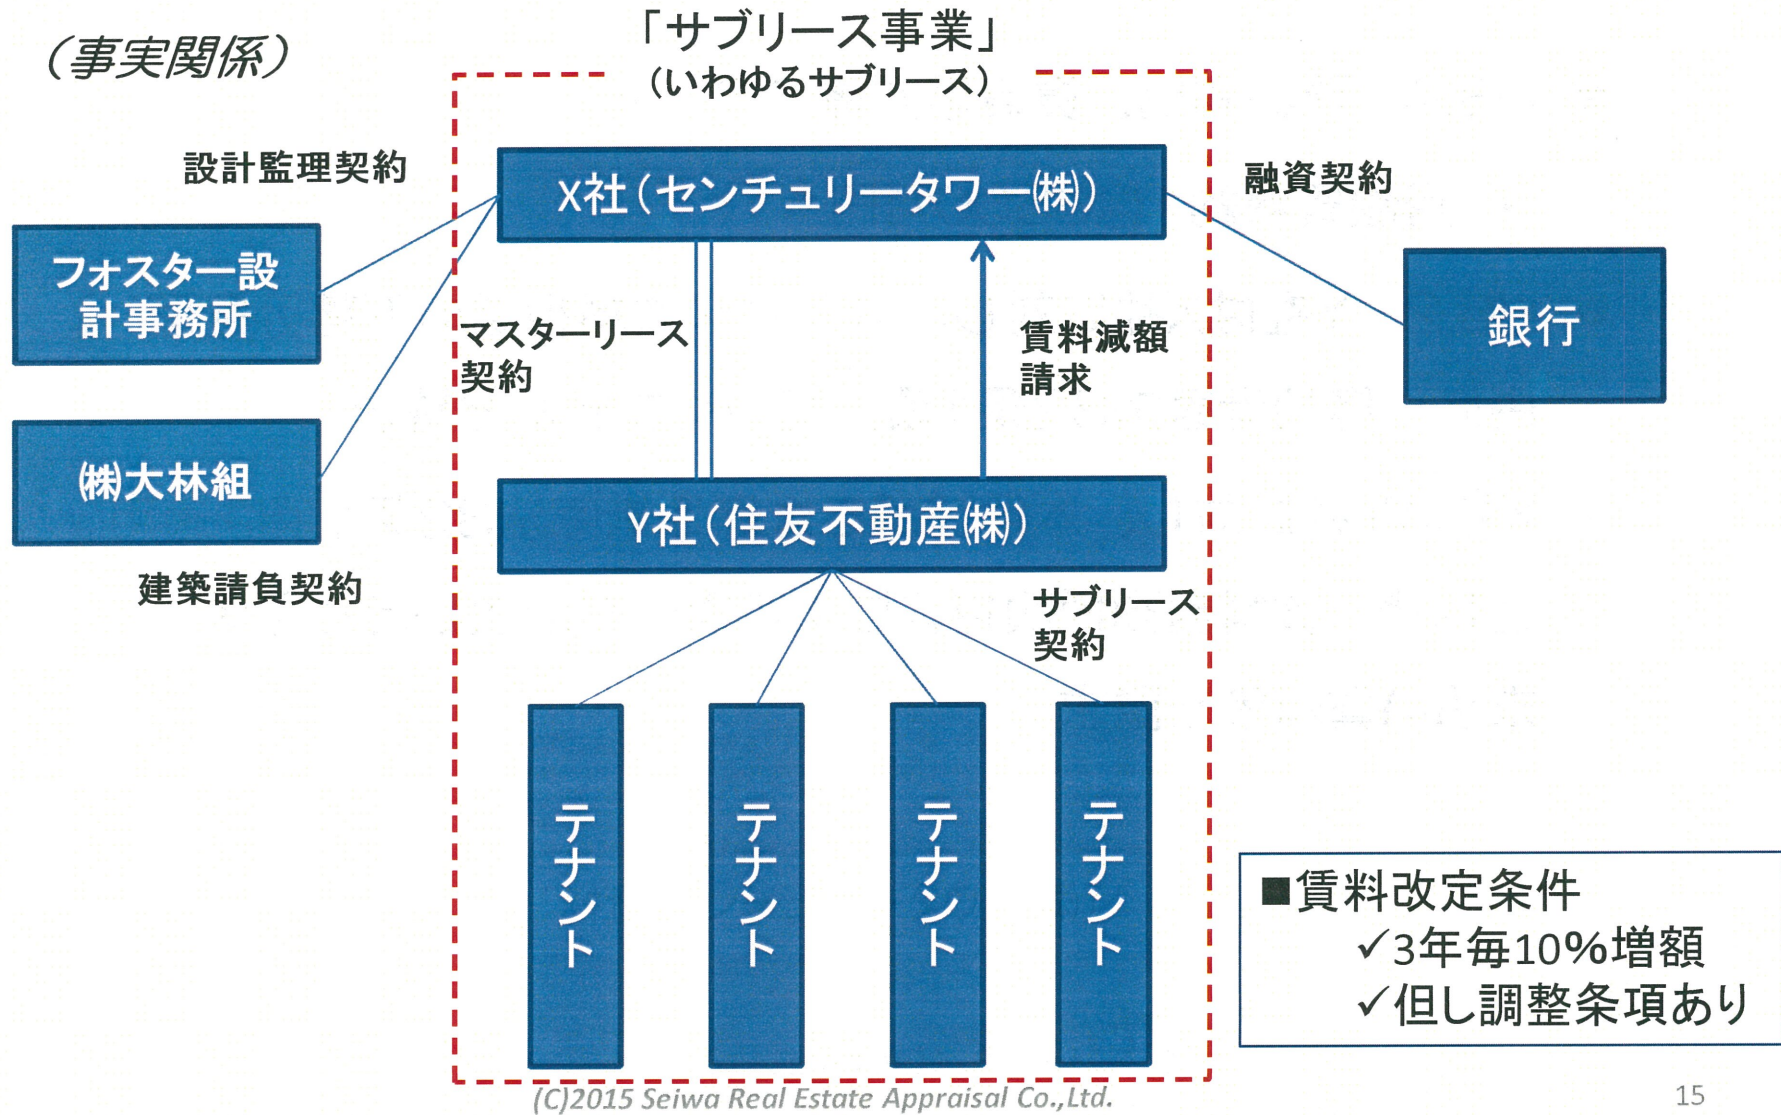 （事実関係）
「サブリース事業」
（いわゆるサブリース）
設計監理契約
X社（センチュリータワー㈱）
融資契約
フォスター設
計事務所
銀行
マスターリース
契約
賃料減額
請求
㈱大林組
Y社（住友不動産㈱）
建築請負契約
サブリース
契約
テナント
テナント
テナント
テナント
■賃料改定条件
✓3年毎10%増額
✓但し調整条項あり
(C)2015 Seiwa Real Estate Appraisal Co.,Ltd.
15